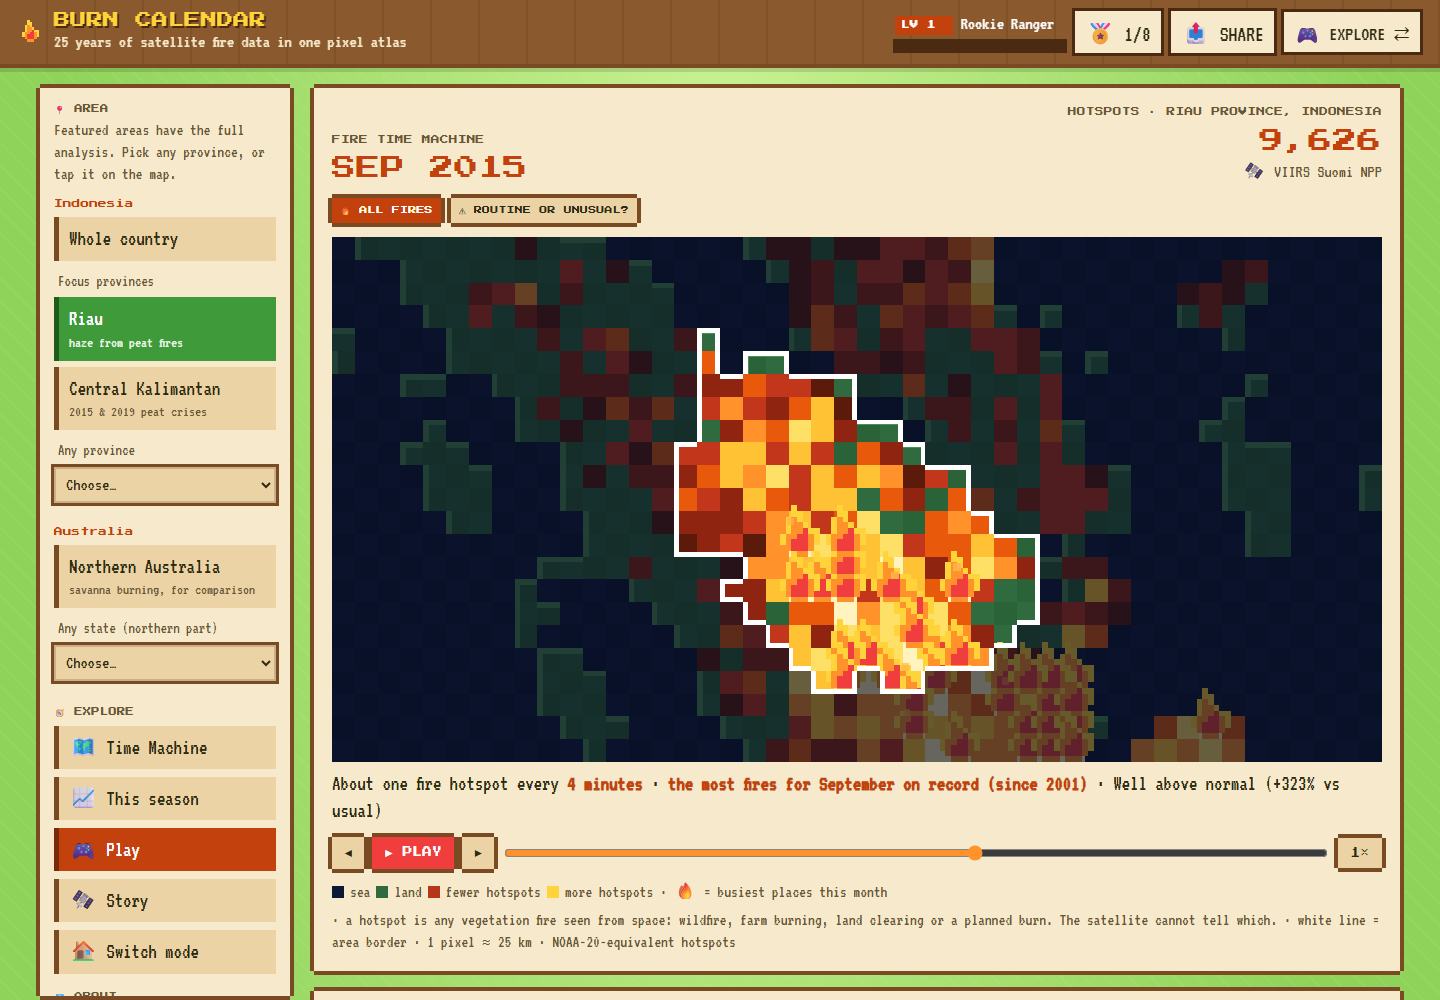 BURN CALENDAR
25 years of satellite fire data in one pixel atlas
LV 1
Rookie Ranger
1/8
SHARE
EXPLORE ⇄
AREA
Featured areas have the full
analysis. Pick any province, or
tap it on the map.
Indonesia
Whole country
Focus provinces
Riau
haze from peat fires
Central Kalimantan
2015 & 2019 peat crises
Any province
Choose…
Australia
Northern Australia
savanna burning, for comparison
Any state (northern part)
Choose…
EXPLORE
Time Machine
This season
Play
Story
Switch mode
ABOUT
HOTSPOTS · RIAU PROVINCE, INDONESIA
FIRE TIME MACHINE
9,626
SEP 2015
VIIRS Suomi NPP
ALL FIRES
ROUTINE OR UNUSUAL?
About one fire hotspot every 4 minutes · the most fires for September on record (since 2001) · Well above normal (+323% vs
usual)
◄ ► PLAY ► 1×
sea land fewer hotspots more hotspots · = busiest places this month
· a hotspot is any vegetation fire seen from space: wildfire, farm burning, land clearing or a planned burn. The satellite cannot tell which. · white line =
area border · 1 pixel ≈ 25 km · NOAA-20-equivalent hotspots